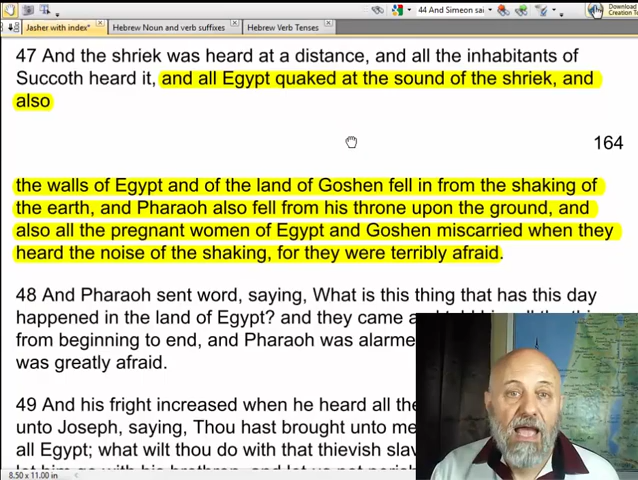 44 And Simeon sai
Download
Creation T
Jasher with index*
Hebrew Noun and verb suffixes
Hebrew Verb Tenses
47 And the shriek was heard at a distance, and all the inhabitants of
Succoth heard it, and all Egypt quaked at the sound of the shriek, and
also
164
the walls of Egypt and of the land of Goshen fell in from the shaking of
the earth, and Pharaoh also fell from his throne upon the ground, and
also all the pregnant women of Egypt and Goshen miscarried when they
heard the noise of the shaking, for they were terribly afraid.
48 And Pharaoh sent word, saying, What is this thing that has this day
happened in the land of Egypt? and they came a
from beginning to end, and Pharaoh was alarme
was greatly afraid.
49 And his fright increased when he heard all the
unto Joseph, saying, Thou hast brought unto me
all Egypt; what wilt thou do with that thievish slav
8.50 x 11.00 in